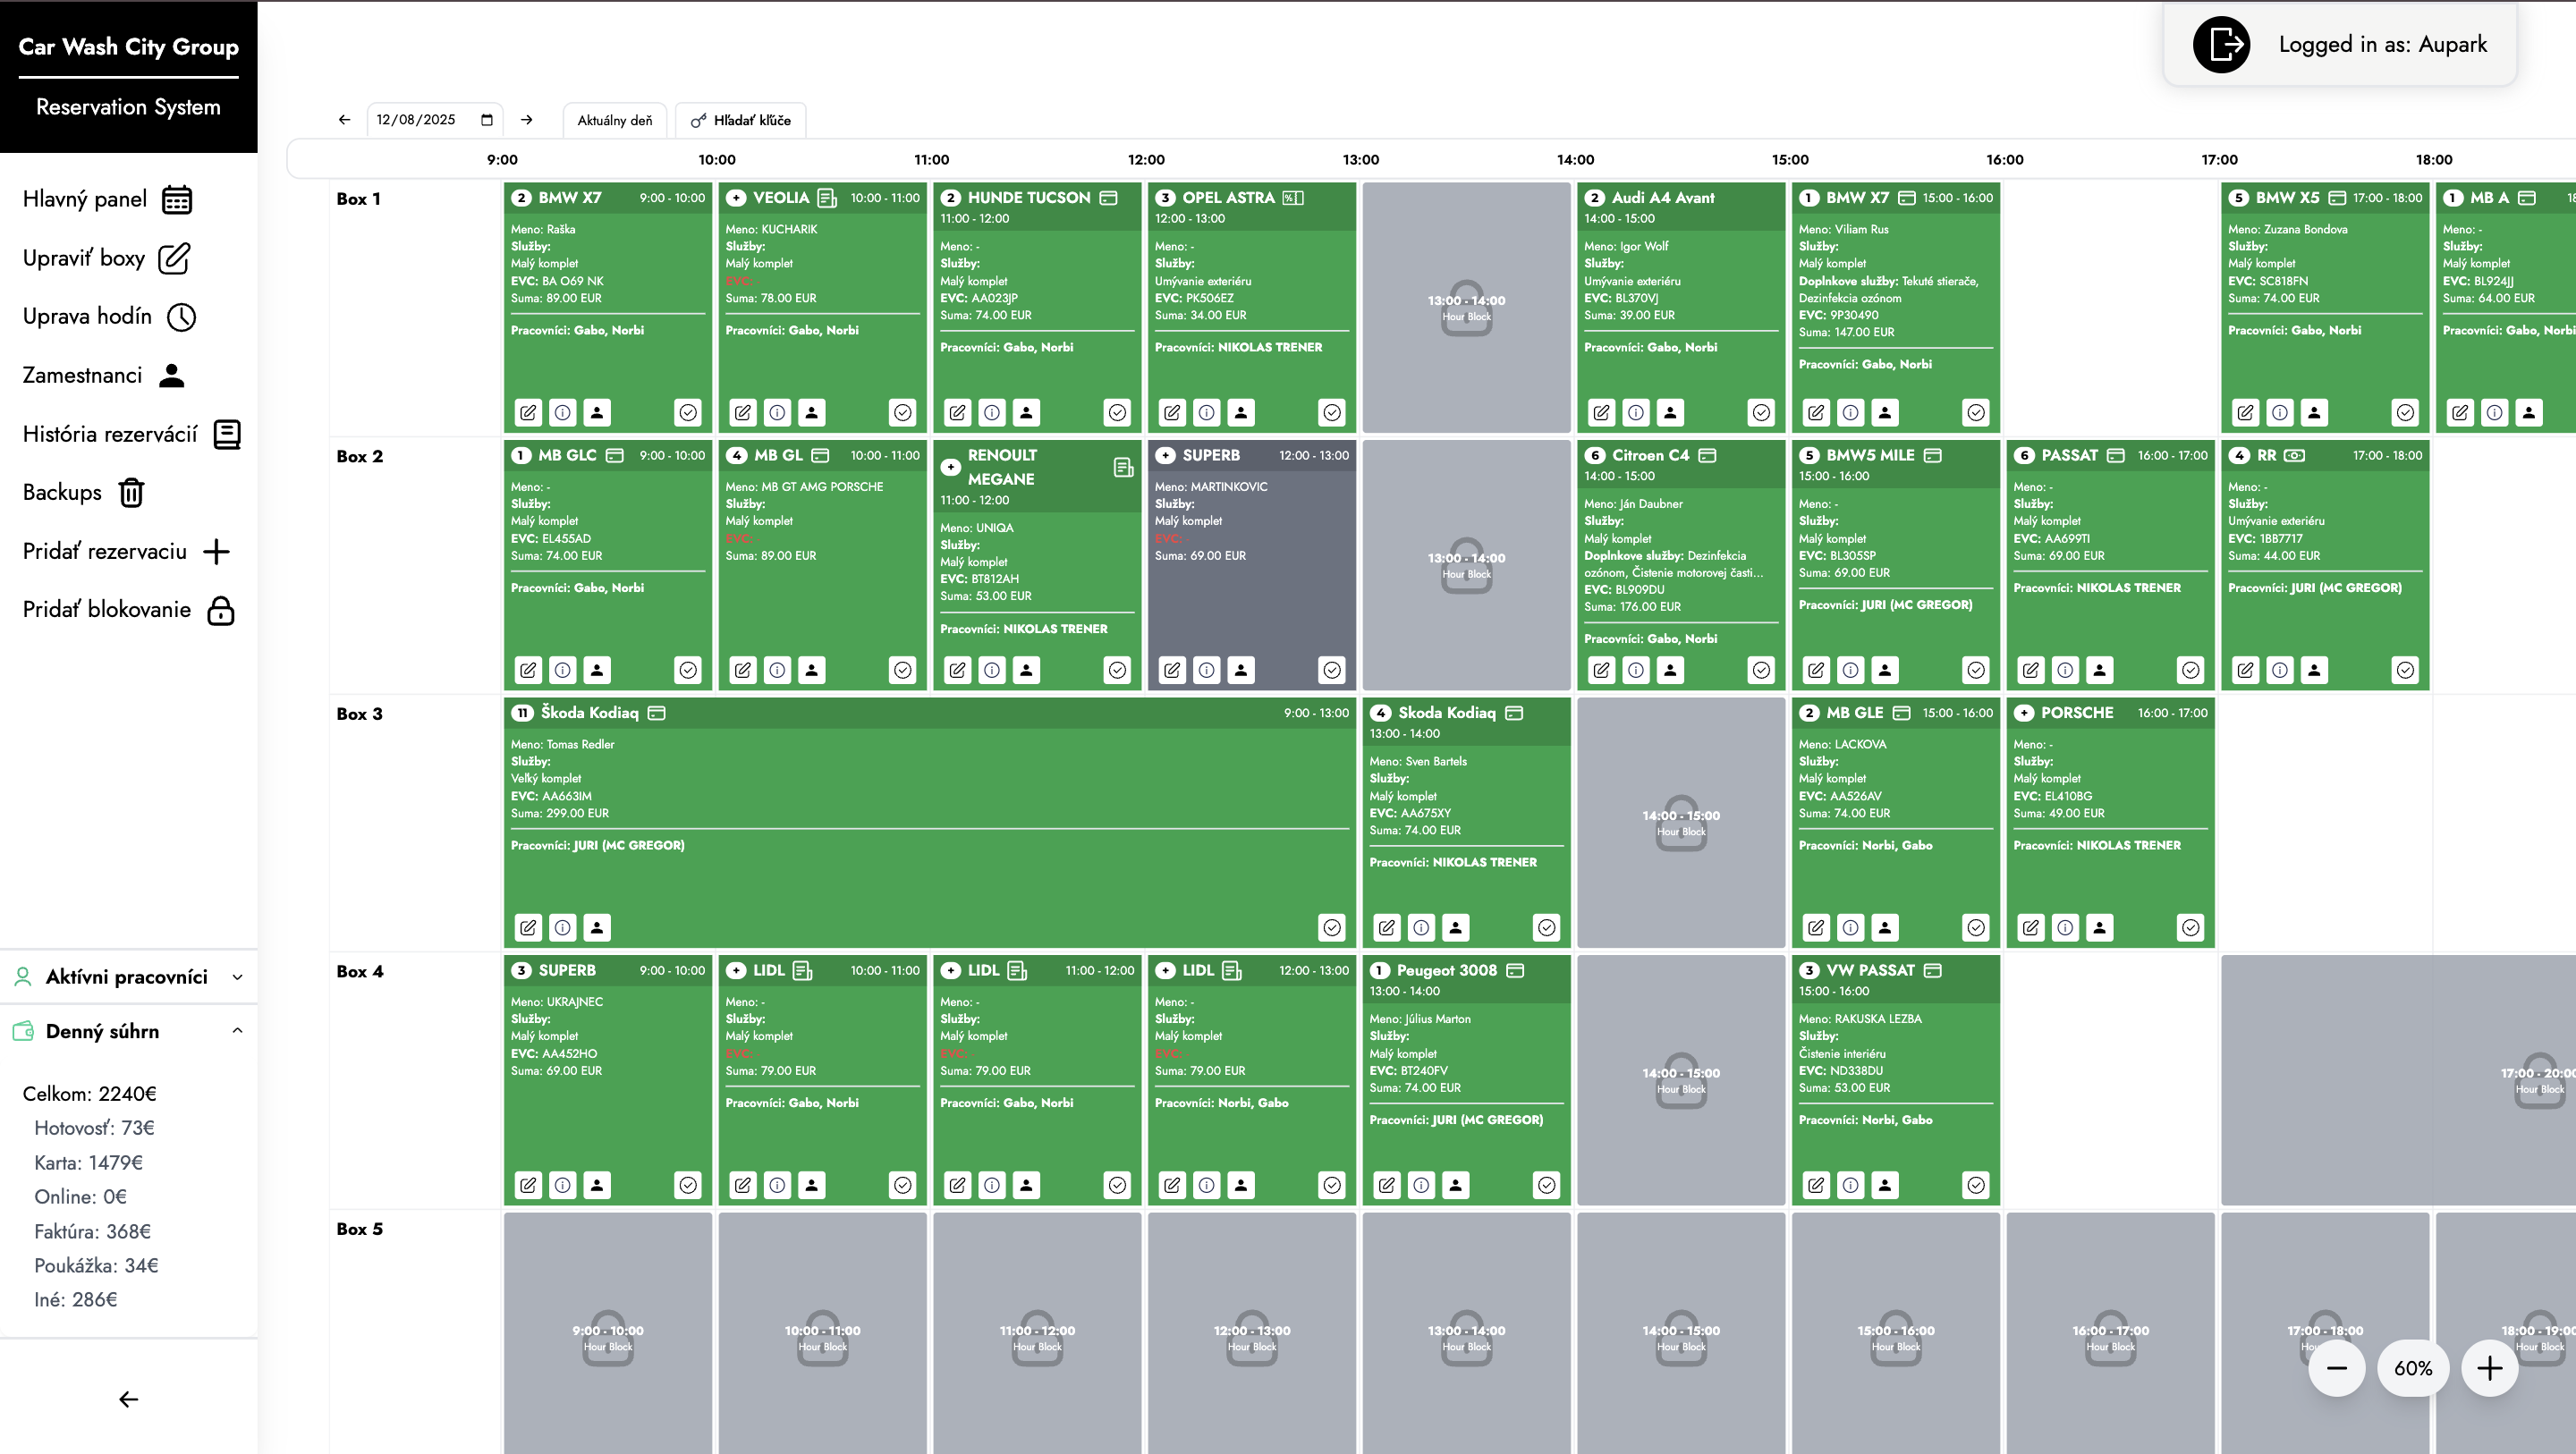 Car Wash City Group
Reservation System
Hlavný panel
Upraviť boxy
Uprava hodín
Zamestnanci
História rezervácií
Backups
Pridať rezervaciu
Pridať blokovanie
Aktívni pracovníci
Denný súhrn
Celkom: 2240€
Hotovosť: 73€
Karta: 1479€
Online: 0€
Faktúra: 368€
Poukážka: 34€
Iné: 286€
Logged in as: Aupark
12/08/2025
Aktuálny deň
Hľadať kľúče
9:00 10:00 11:00 12:00 13:00 14:00 15:00 16:00 17:00 18:00
Box 1
2 BMW X7 9:00 - 10:00
Meno: Raška
Služby:
Malý komplet
EVC: BA O69 NK
Suma: 89.00 EUR
Pracovníci: Gabo, Norbi
+ VEOLIA 10:00 - 11:00
Meno: KUCHARIK
Služby:
Malý komplet
EVC: -
Suma: 78.00 EUR
Pracovníci: Gabo, Norbi
2 HUNDE TUCSON
11:00 - 12:00
Meno: -
Služby:
Malý komplet
EVC: AA023JP
Suma: 74.00 EUR
Pracovníci: Gabo, Norbi
3 OPEL ASTRA
12:00 - 13:00
Meno: -
Služby:
Umývanie exteriéru
EVC: PK506EZ
Suma: 34.00 EUR
Pracovníci: NIKOLAS TRENER
13:00 - 14:00
Hour Block
2 Audi A4 Avant
14:00 - 15:00
Meno: Igor Wolf
Služby:
Umývanie exteriéru
EVC: BL370VJ
Suma: 39.00 EUR
Pracovníci: Gabo, Norbi
1 BMW X7 15:00 - 16:00
Meno: Viliam Rus
Služby:
Malý komplet
Doplnkove služby: Tekuté stierače,
Dezinfekcia ozónom
EVC: 9P30490
Suma: 147.00 EUR
Pracovníci: Gabo, Norbi
5 BMW X5 17:00 - 18:00
Meno: Zuzana Bondova
Služby:
Malý komplet
EVC: SC818FN
Suma: 74.00 EUR
Pracovníci: Gabo, Norbi
1 MB A 18
Meno: -
Služby:
Malý komplet
EVC: BL924JJ
Suma: 64.00 EUR
Pracovníci: Gabo, Norbi
Box 2
1 MB GLC 9:00 - 10:00
Meno: -
Služby:
Malý komplet
EVC: EL455AD
Suma: 74.00 EUR
Pracovníci: Gabo, Norbi
4 MB GL 10:00 - 11:00
Meno: MB GT AMG PORSCHE
Služby:
Malý komplet
EVC: -
Suma: 89.00 EUR
+ RENOULT
MEGANE
11:00 - 12:00
Meno: UNIQA
Služby:
Malý komplet
EVC: BT812AH
Suma: 53.00 EUR
Pracovníci: NIKOLAS TRENER
+ SUPERB 12:00 - 13:00
Meno: MARTINKOVIC
Služby:
Malý komplet
EVC: -
Suma: 69.00 EUR
13:00 - 14:00
Hour Block
6 Citroen C4
14:00 - 15:00
Meno: Ján Daubner
Služby:
Malý komplet
Doplnkove služby: Dezinfekcia
ozónom, Čistenie motorovej časti...
EVC: BL909DU
Suma: 176.00 EUR
Pracovníci: Gabo, Norbi
5 BMW5 MILE
15:00 - 16:00
Meno: -
Služby:
Malý komplet
EVC: BL305SP
Suma: 69.00 EUR
Pracovníci: JURI (MC GREGOR)
6 PASSAT 16:00 - 17:00
Meno: -
Služby:
Malý komplet
EVC: AA699TI
Suma: 69.00 EUR
Pracovníci: NIKOLAS TRENER
4 RR 17:00 - 18:00
Meno: -
Služby:
Umývanie exteriéru
EVC: 1BB7717
Suma: 44.00 EUR
Pracovníci: JURI (MC GREGOR)
Box 3
11 Škoda Kodiaq 9:00 - 13:00
Meno: Tomas Redler
Služby:
Veľký komplet
EVC: AA663IM
Suma: 299.00 EUR
Pracovníci: JURI (MC GREGOR)
4 Skoda Kodiaq
13:00 - 14:00
Meno: Sven Bartels
Služby:
Malý komplet
EVC: AA675XY
Suma: 74.00 EUR
Pracovníci: NIKOLAS TRENER
14:00 - 15:00
Hour Block
2 MB GLE 15:00 - 16:00
Meno: LACKOVA
Služby:
Malý komplet
EVC: AA526AV
Suma: 74.00 EUR
Pracovníci: Norbi, Gabo
+ PORSCHE 16:00 - 17:00
Meno: -
Služby:
Malý komplet
EVC: EL410BG
Suma: 49.00 EUR
Pracovníci: NIKOLAS TRENER
Box 4
3 SUPERB 9:00 - 10:00
Meno: UKRAJNEC
Služby:
Malý komplet
EVC: AA452HO
Suma: 69.00 EUR
+ LIDL 10:00 - 11:00
Meno: -
Služby:
Malý komplet
EVC: -
Suma: 79.00 EUR
Pracovníci: Gabo, Norbi
+ LIDL 11:00 - 12:00
Meno: -
Služby:
Malý komplet
EVC: -
Suma: 79.00 EUR
Pracovníci: Gabo, Norbi
+ LIDL 12:00 - 13:00
Meno: -
Služby:
Malý komplet
EVC: -
Suma: 79.00 EUR
Pracovníci: Norbi, Gabo
1 Peugeot 3008
13:00 - 14:00
Meno: Július Marton
Služby:
Malý komplet
EVC: BT240FV
Suma: 74.00 EUR
Pracovníci: JURI (MC GREGOR)
14:00 - 15:00
Hour Block
3 VW PASSAT
15:00 - 16:00
Meno: RAKUSKA LEZBA
Služby:
Čistenie interiéru
EVC: ND338DU
Suma: 53.00 EUR
Pracovníci: Norbi, Gabo
17:00 - 20:00
Hour Block
Box 5
9:00 - 10:00
Hour Block
10:00 - 11:00
Hour Block
11:00 - 12:00
Hour Block
12:00 - 13:00
Hour Block
13:00 - 14:00
Hour Block
14:00 - 15:00
Hour Block
15:00 - 16:00
Hour Block
16:00 - 17:00
Hour Block
17:00 - 18:00
Hou
18:00 - 19:00
Hour Block
60%